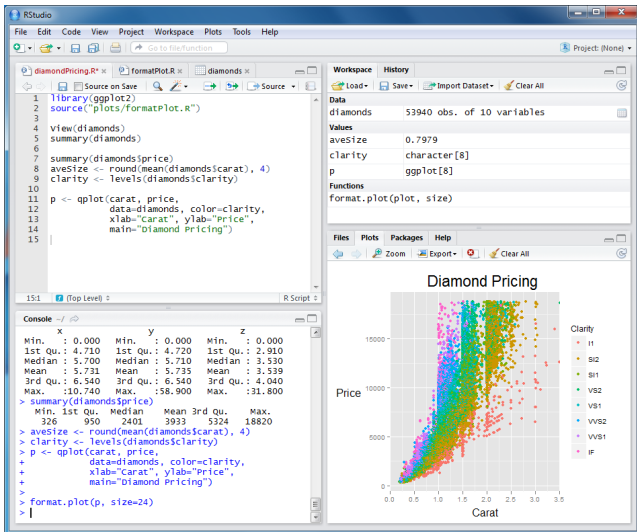 RStudio
File Edit Code View Project Workspace Plots Tools Help
Go to file/function
Project: (None)
diamondPricing.R* × formatPlot.R × diamonds ×
Source on Save Source
1 library(ggplot2)
2 source("plots/formatPlot.R")
3
4 View(diamonds)
5 summary(diamonds)
6
7 summary(diamonds$price)
8 aveSize <- round(mean(diamonds$carat), 4)
9 clarity <- levels(diamonds$clarity)
10
11 p <- qplot(carat, price,
12 data=diamonds, color=clarity,
13 xlab="Carat", ylab="Price",
14 main="Diamond Pricing")
15
15:1 (Top Level) R Script
Console ~/
x y z
Min. : 0.000 Min. : 0.000 Min. : 0.000
1st Qu.: 4.710 1st Qu.: 4.720 1st Qu.: 2.910
Median : 5.700 Median : 5.710 Median : 3.530
Mean : 5.731 Mean : 5.735 Mean : 3.539
3rd Qu.: 6.540 3rd Qu.: 6.540 3rd Qu.: 4.040
Max. :10.740 Max. :58.900 Max. :31.800
> summary(diamonds$price)
Min. 1st Qu. Median Mean 3rd Qu. Max.
326 950 2401 3933 5324 18820
> aveSize <- round(mean(diamonds$carat), 4)
> clarity <- levels(diamonds$clarity)
> p <- qplot(carat, price,
+ data=diamonds, color=clarity,
+ xlab="Carat", ylab="Price",
+ main="Diamond Pricing")
>
> format.plot(p, size=24)
>
Workspace History
Load Save Import Dataset Clear All
Data
diamonds 53940 obs. of 10 variables
Values
aveSize 0.7979
clarity character[8]
p ggplot[8]
Functions
format.plot(plot, size)
Files Plots Packages Help
Zoom Export Clear All
Diamond Pricing
Price
15000
10000
5000
0
0.0 0.5 1.0 1.5 2.0 2.5 3.0 3.5
Carat
Clarity
I1
SI2
SI1
VS2
VS1
VVS2
VVS1
IF